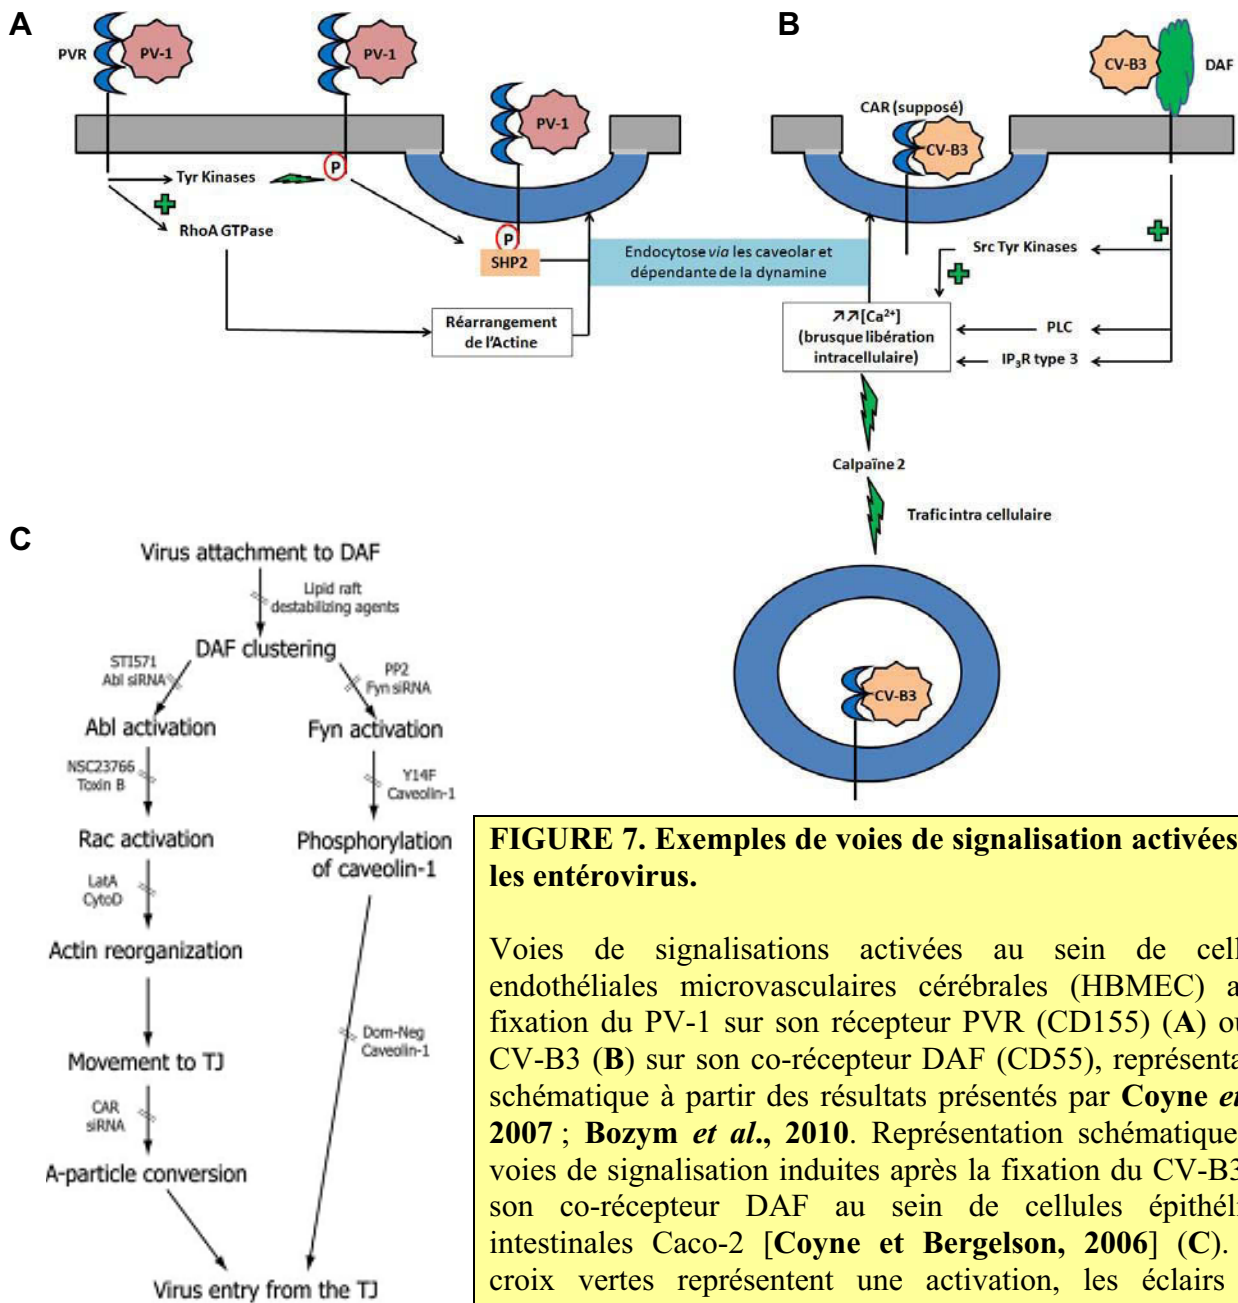 A
PVR
PV-1
PV-1
PV-1
P
Tyr Kinases
RhoA GTPase
P
SHP2
Réarrangement
de l'Actine
Endocytose via les caveolar et
dépendante de la dynamine
B
CV-B3
DAF
CAR (supposé)
CV-B3
Src Tyr Kinases
↗↗[Ca²⁺]
(brusque libération
intracellulaire)
PLC
IP₃R type 3
Calpaïne 2
Trafic intra cellulaire
CV-B3
C
Virus attachment to DAF
Lipid raft
destabilizing agents
DAF clustering
STI571
Abl siRNA
PP2
Fyn siRNA
Abl activation
Fyn activation
NSC23766
Toxin B
Y14F
Caveolin-1
Rac activation
Phosphorylation
of caveolin-1
LatA
CytoD
Actin reorganization
Dom-Neg
Caveolin-1
Movement to TJ
CAR
siRNA
A-particle conversion
Virus entry from the TJ
FIGURE 7. Exemples de voies de signalisation activées
les entérovirus.
Voies de signalisations activées au sein de cell
endothéliales microvasculaires cérébrales (HBMEC) a
fixation du PV-1 sur son récepteur PVR (CD155) (A) ou
CV-B3 (B) sur son co-récepteur DAF (CD55), représenta
schématique à partir des résultats présentés par Coyne et
2007 ; Bozym et al., 2010. Représentation schématique
voies de signalisation induites après la fixation du CV-B3
son co-récepteur DAF au sein de cellules épithéli
intestinales Caco-2 [Coyne et Bergelson, 2006] (C).
croix vertes représentent une activation, les éclairs